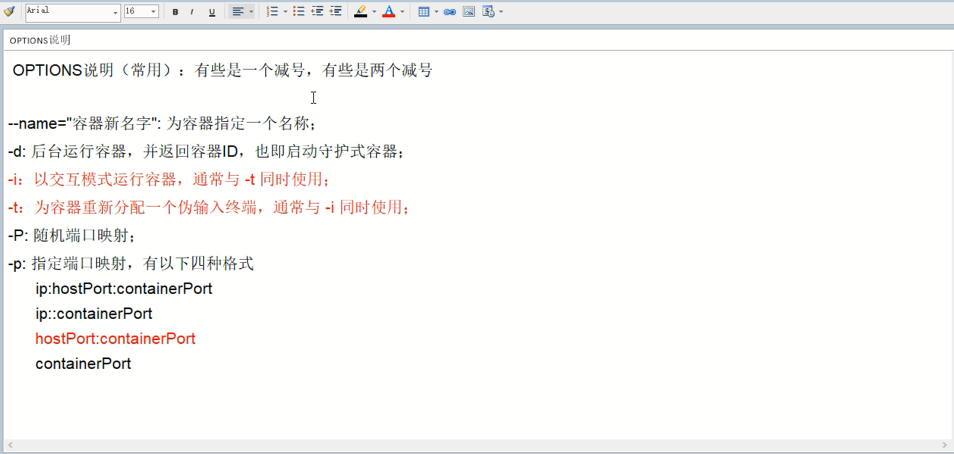 Arial
16
B
I
U
OPTIONS说明
OPTIONS说明（常用）：有些是一个减号，有些是两个减号
--name="容器新名字": 为容器指定一个名称；
-d: 后台运行容器，并返回容器ID，也即启动守护式容器；
-i：以交互模式运行容器，通常与 -t 同时使用；
-t：为容器重新分配一个伪输入终端，通常与 -i 同时使用；
-P: 随机端口映射；
-p: 指定端口映射，有以下四种格式
ip:hostPort:containerPort
ip::containerPort
hostPort:containerPort
containerPort